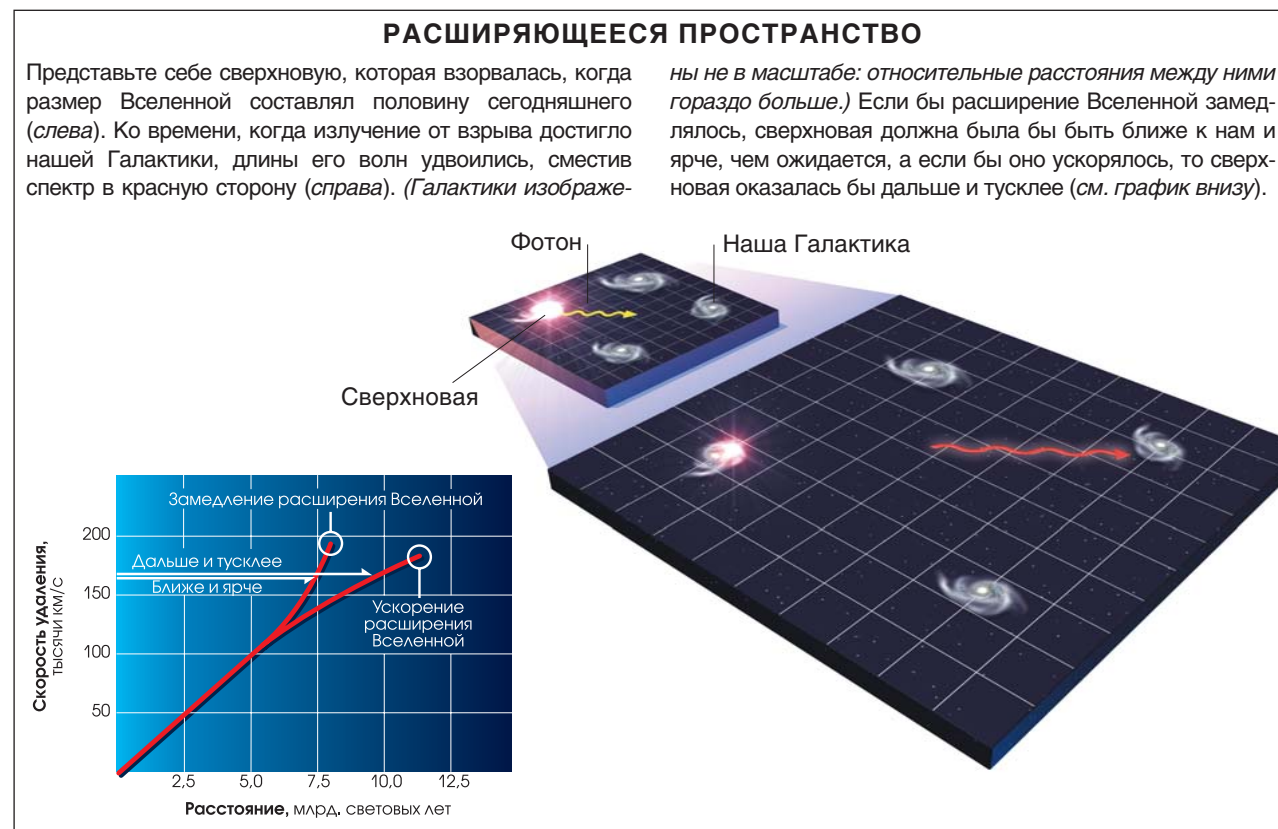 РАСШИРЯЮЩЕЕСЯ ПРОСТРАНСТВО
Представьте себе сверхновую, которая взорвалась, когда
размер Вселенной составлял половину сегодняшнего
(слева). Ко времени, когда излучение от взрыва достигло
нашей Галактики, длины его волн удвоились, сместив
спектр в красную сторону (справа). (Галактики изображе-
ны не в масштабе: относительные расстояния между ними
гораздо больше.) Если бы расширение Вселенной замед-
лялось, сверхновая должна была бы быть ближе к нам и
ярче, чем ожидается, а если бы оно ускорялось, то сверх-
новая оказалась бы дальше и тусклее (см. график внизу).
Фотон
Наша Галактика
Сверхновая
Замедление расширения Вселенной
Дальше и тусклее
Ближе и ярче
Ускорение
расширения
Вселенной
Скорость удаления,
тысячи км/с
200
150
100
50
2,5 5,0 7,5 10,0 12,5
Расстояние, млрд. световых лет